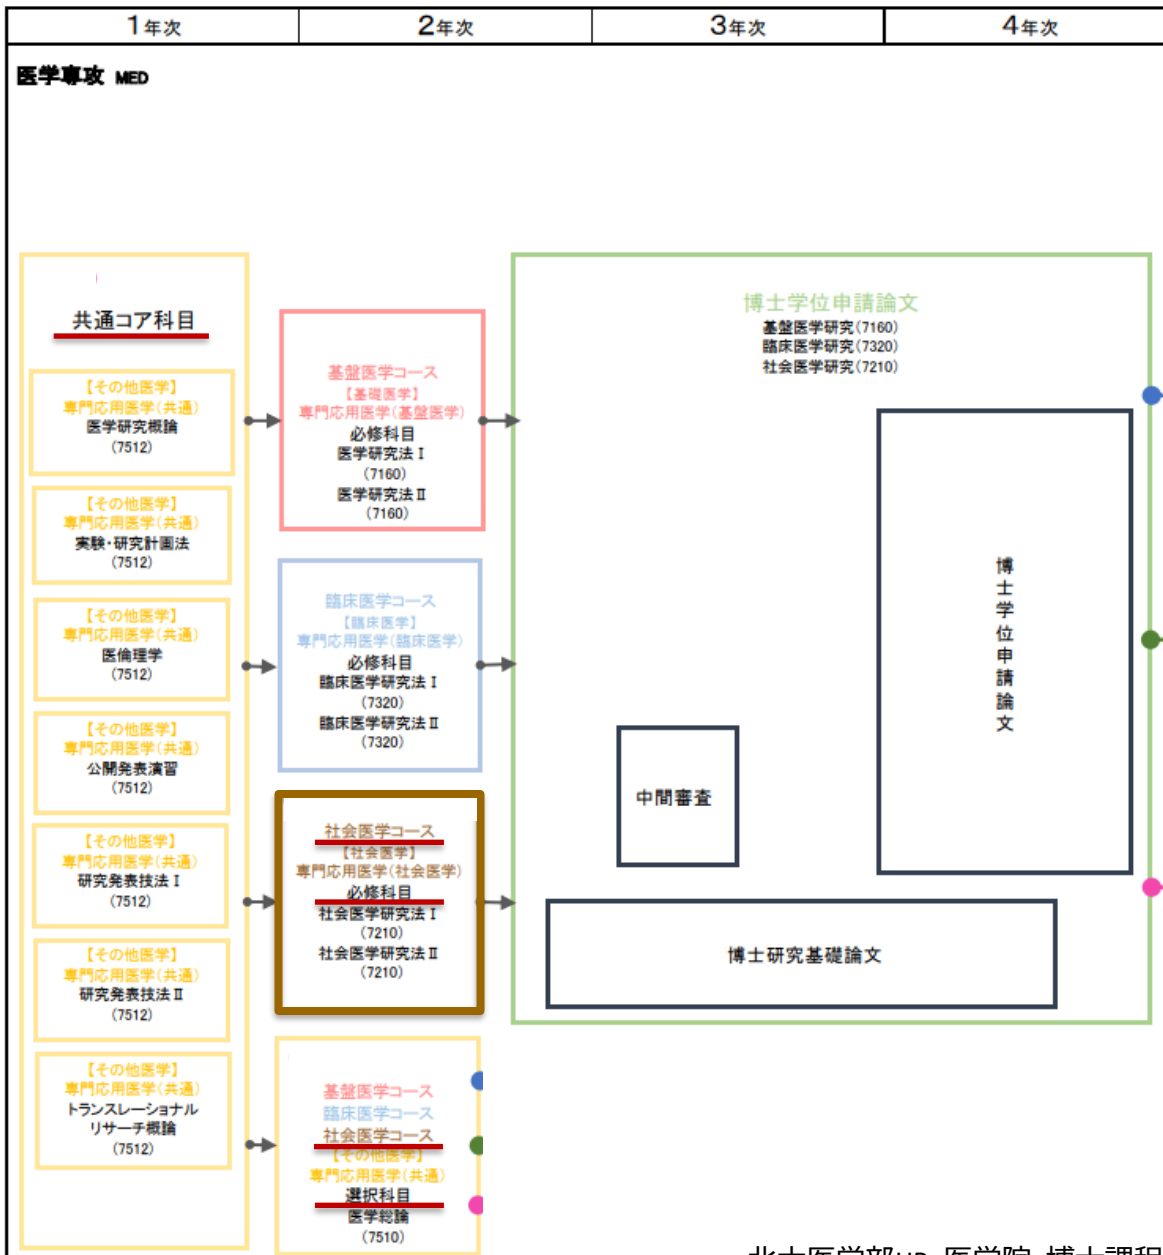 1年次
2年次
3年次
4年次
医学専攻 MED
共通コア科目
【その他医学】
専門応用医学(共通)
医学研究概論
(7512)
【その他医学】
専門応用医学(共通)
実験・研究計画法
(7512)
【その他医学】
専門応用医学(共通)
医倫理学
(7512)
【その他医学】
専門応用医学(共通)
公開発表演習
(7512)
【その他医学】
専門応用医学(共通)
研究発表技法Ⅰ
(7512)
【その他医学】
専門応用医学(共通)
研究発表技法Ⅱ
(7512)
【その他医学】
専門応用医学(共通)
トランスレーショナル
リサーチ概論
(7512)
基盤医学コース
【基礎医学】
専門応用医学(基盤医学)
必修科目
医学研究法Ⅰ
(7160)
医学研究法Ⅱ
(7160)
臨床医学コース
【臨床医学】
専門応用医学(臨床医学)
必修科目
臨床医学研究法Ⅰ
(7320)
臨床医学研究法Ⅱ
(7320)
社会医学コース
【社会医学】
専門応用医学(社会医学)
必修科目
社会医学研究法Ⅰ
(7210)
社会医学研究法Ⅱ
(7210)
基盤医学コース
臨床医学コース
社会医学コース
【その他医学】
専門応用医学(共通)
選択科目
医学総論
(7510)
博士学位申請論文
基盤医学研究(7160)
臨床医学研究(7320)
社会医学研究(7210)
博士学位申請論文
中間審査
博士研究基礎論文